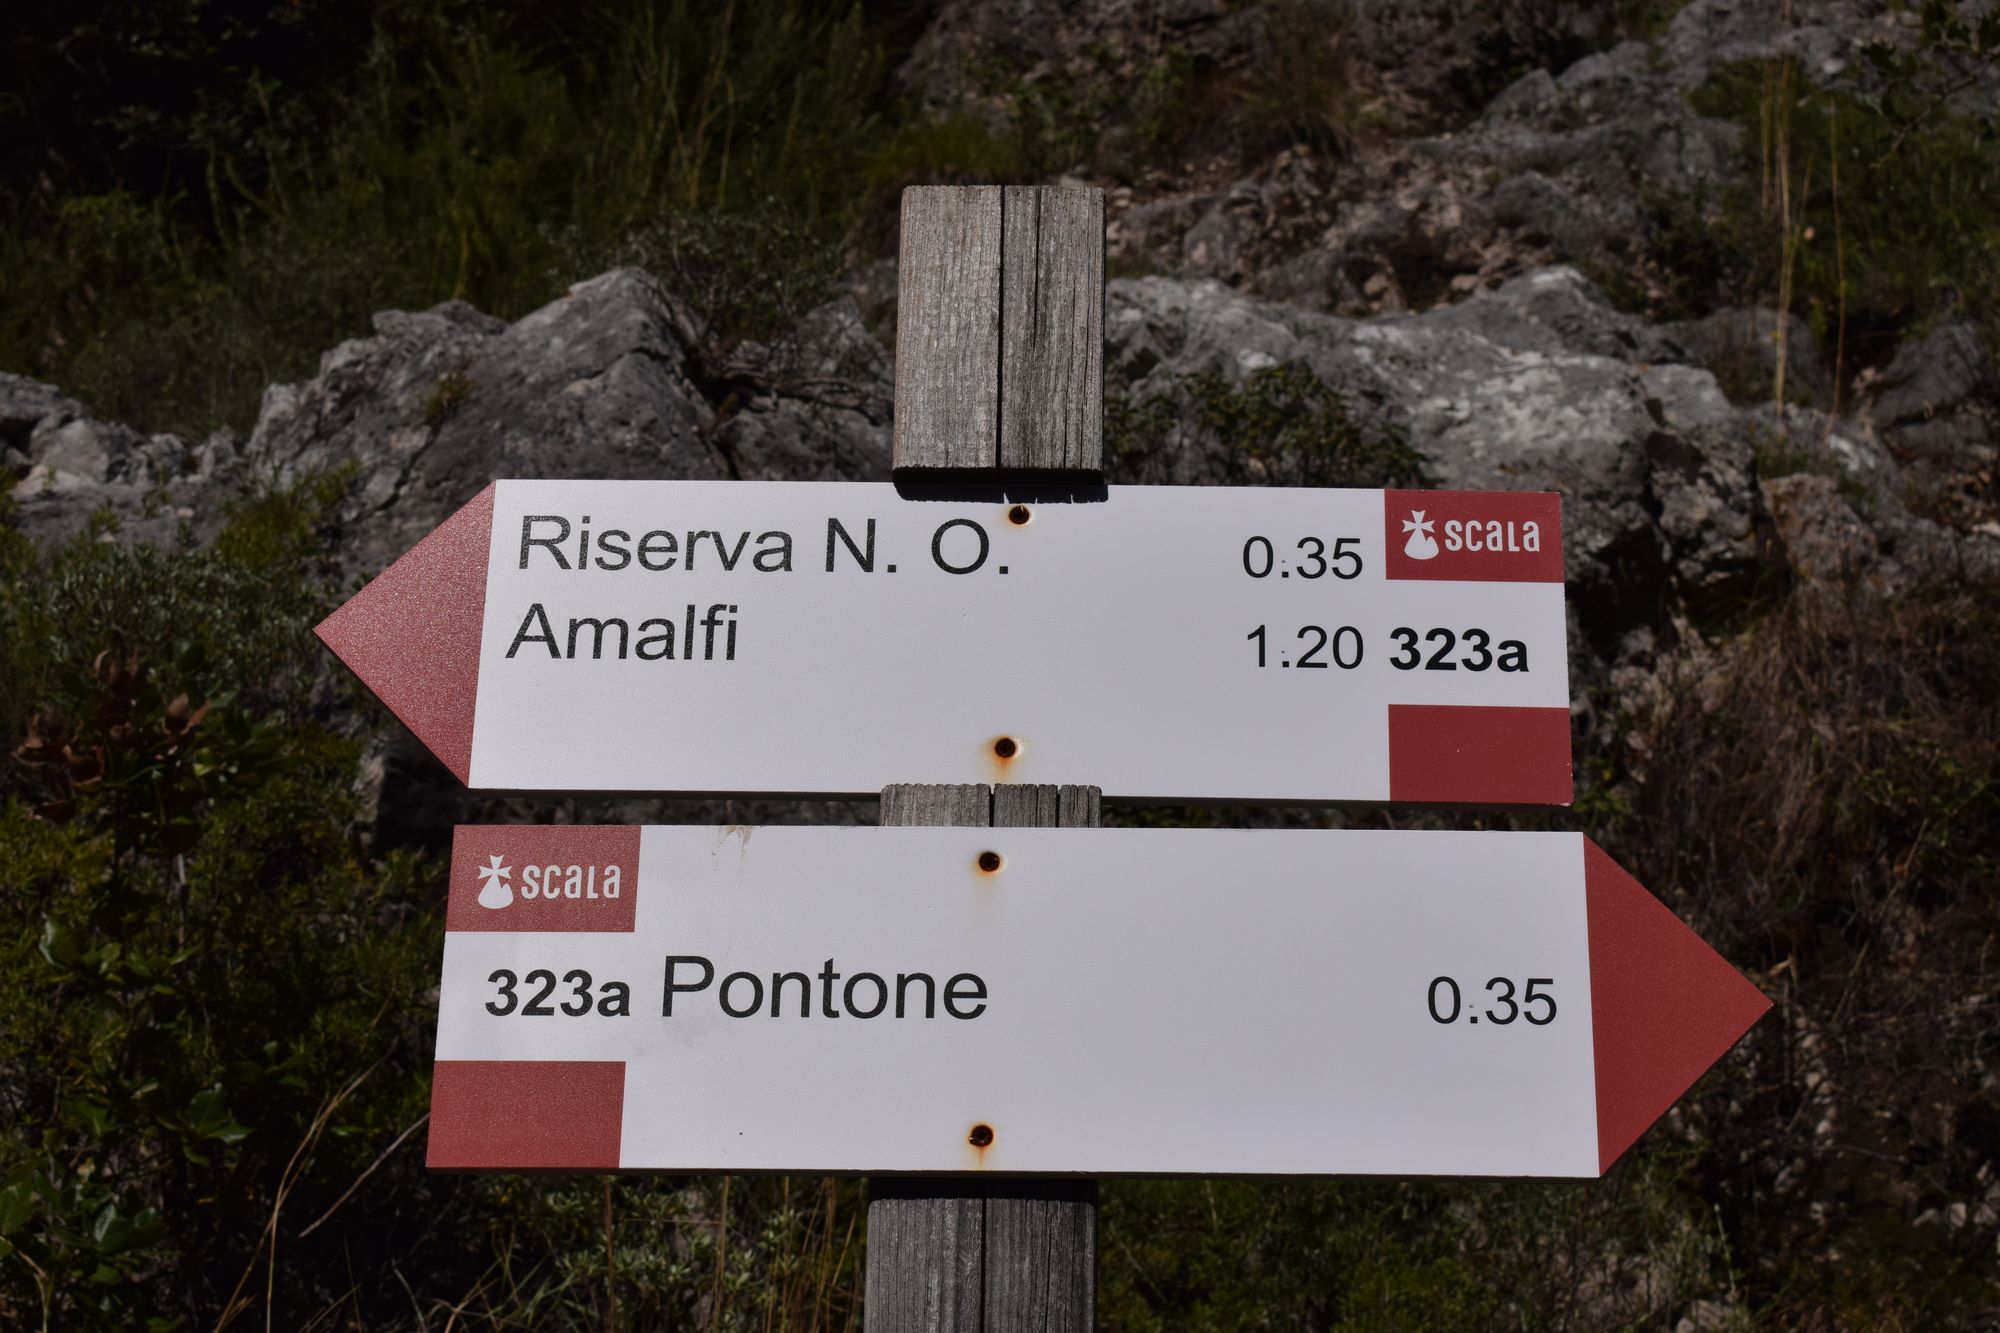 Riserva N. O. 0.35 SCALA
Amalfi 1.20 323a
SCALA
323a Pontone 0.35